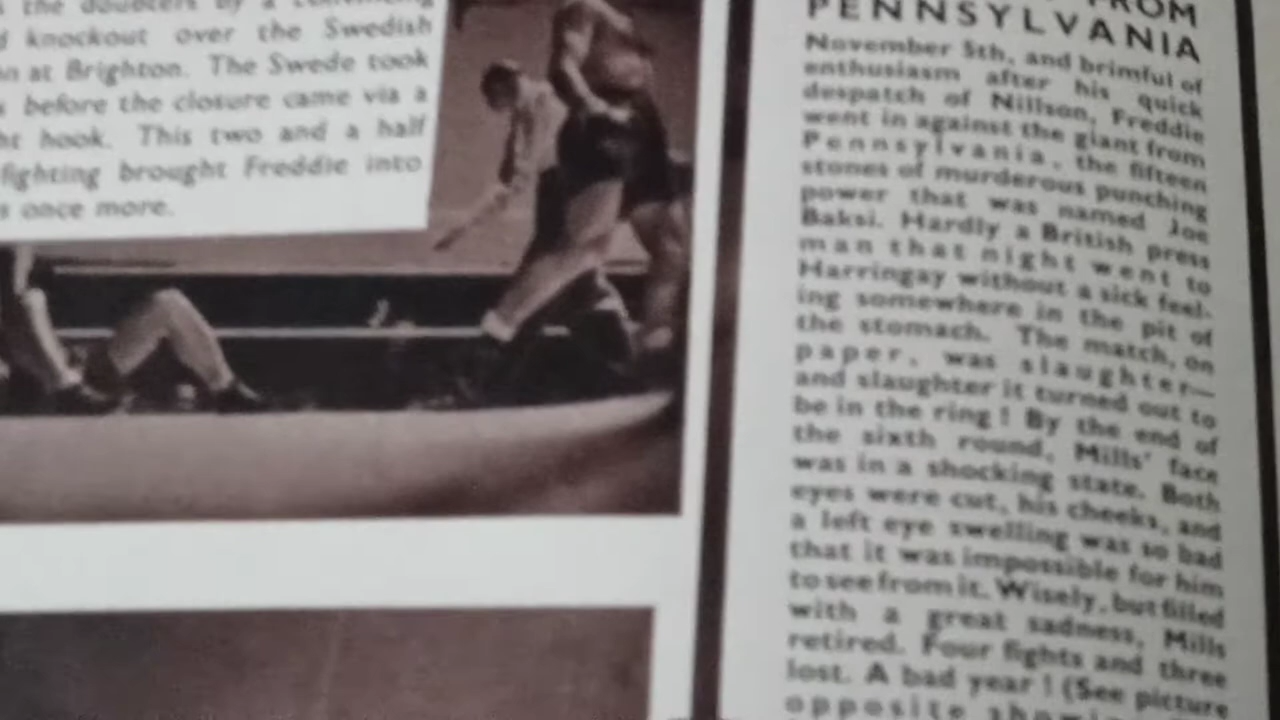 the doubters by a convincing
knockout over the Swedish
at Brighton. The Swede took
before the closure came via a
hook. This two and a half
fighting brought Freddie into
once more.
FROM
PENNSYLVANIA
November 5th, and brimful of
enthusiasm after his quick
despatch of Nillson, Freddie
went in against the giant from
Pennsylvania, the fifteen
stones of murderous punching
power that was named Joe
Baksi. Hardly a British press
man that night went to
Harringay without a sick feel-
ing somewhere in the pit of
the stomach. The match, on
paper, was slaughter—
and slaughter it turned out to
be in the ring! By the end of
the sixth round, Mills' face
was in a shocking state. Both
eyes were cut, his cheeks, and
a left eye swelling was so bad
that it was impossible for him
to see from it. Wisely, but filled
with a great sadness, Mills
retired. Four fights and three
lost. A bad year! (See picture
opposite